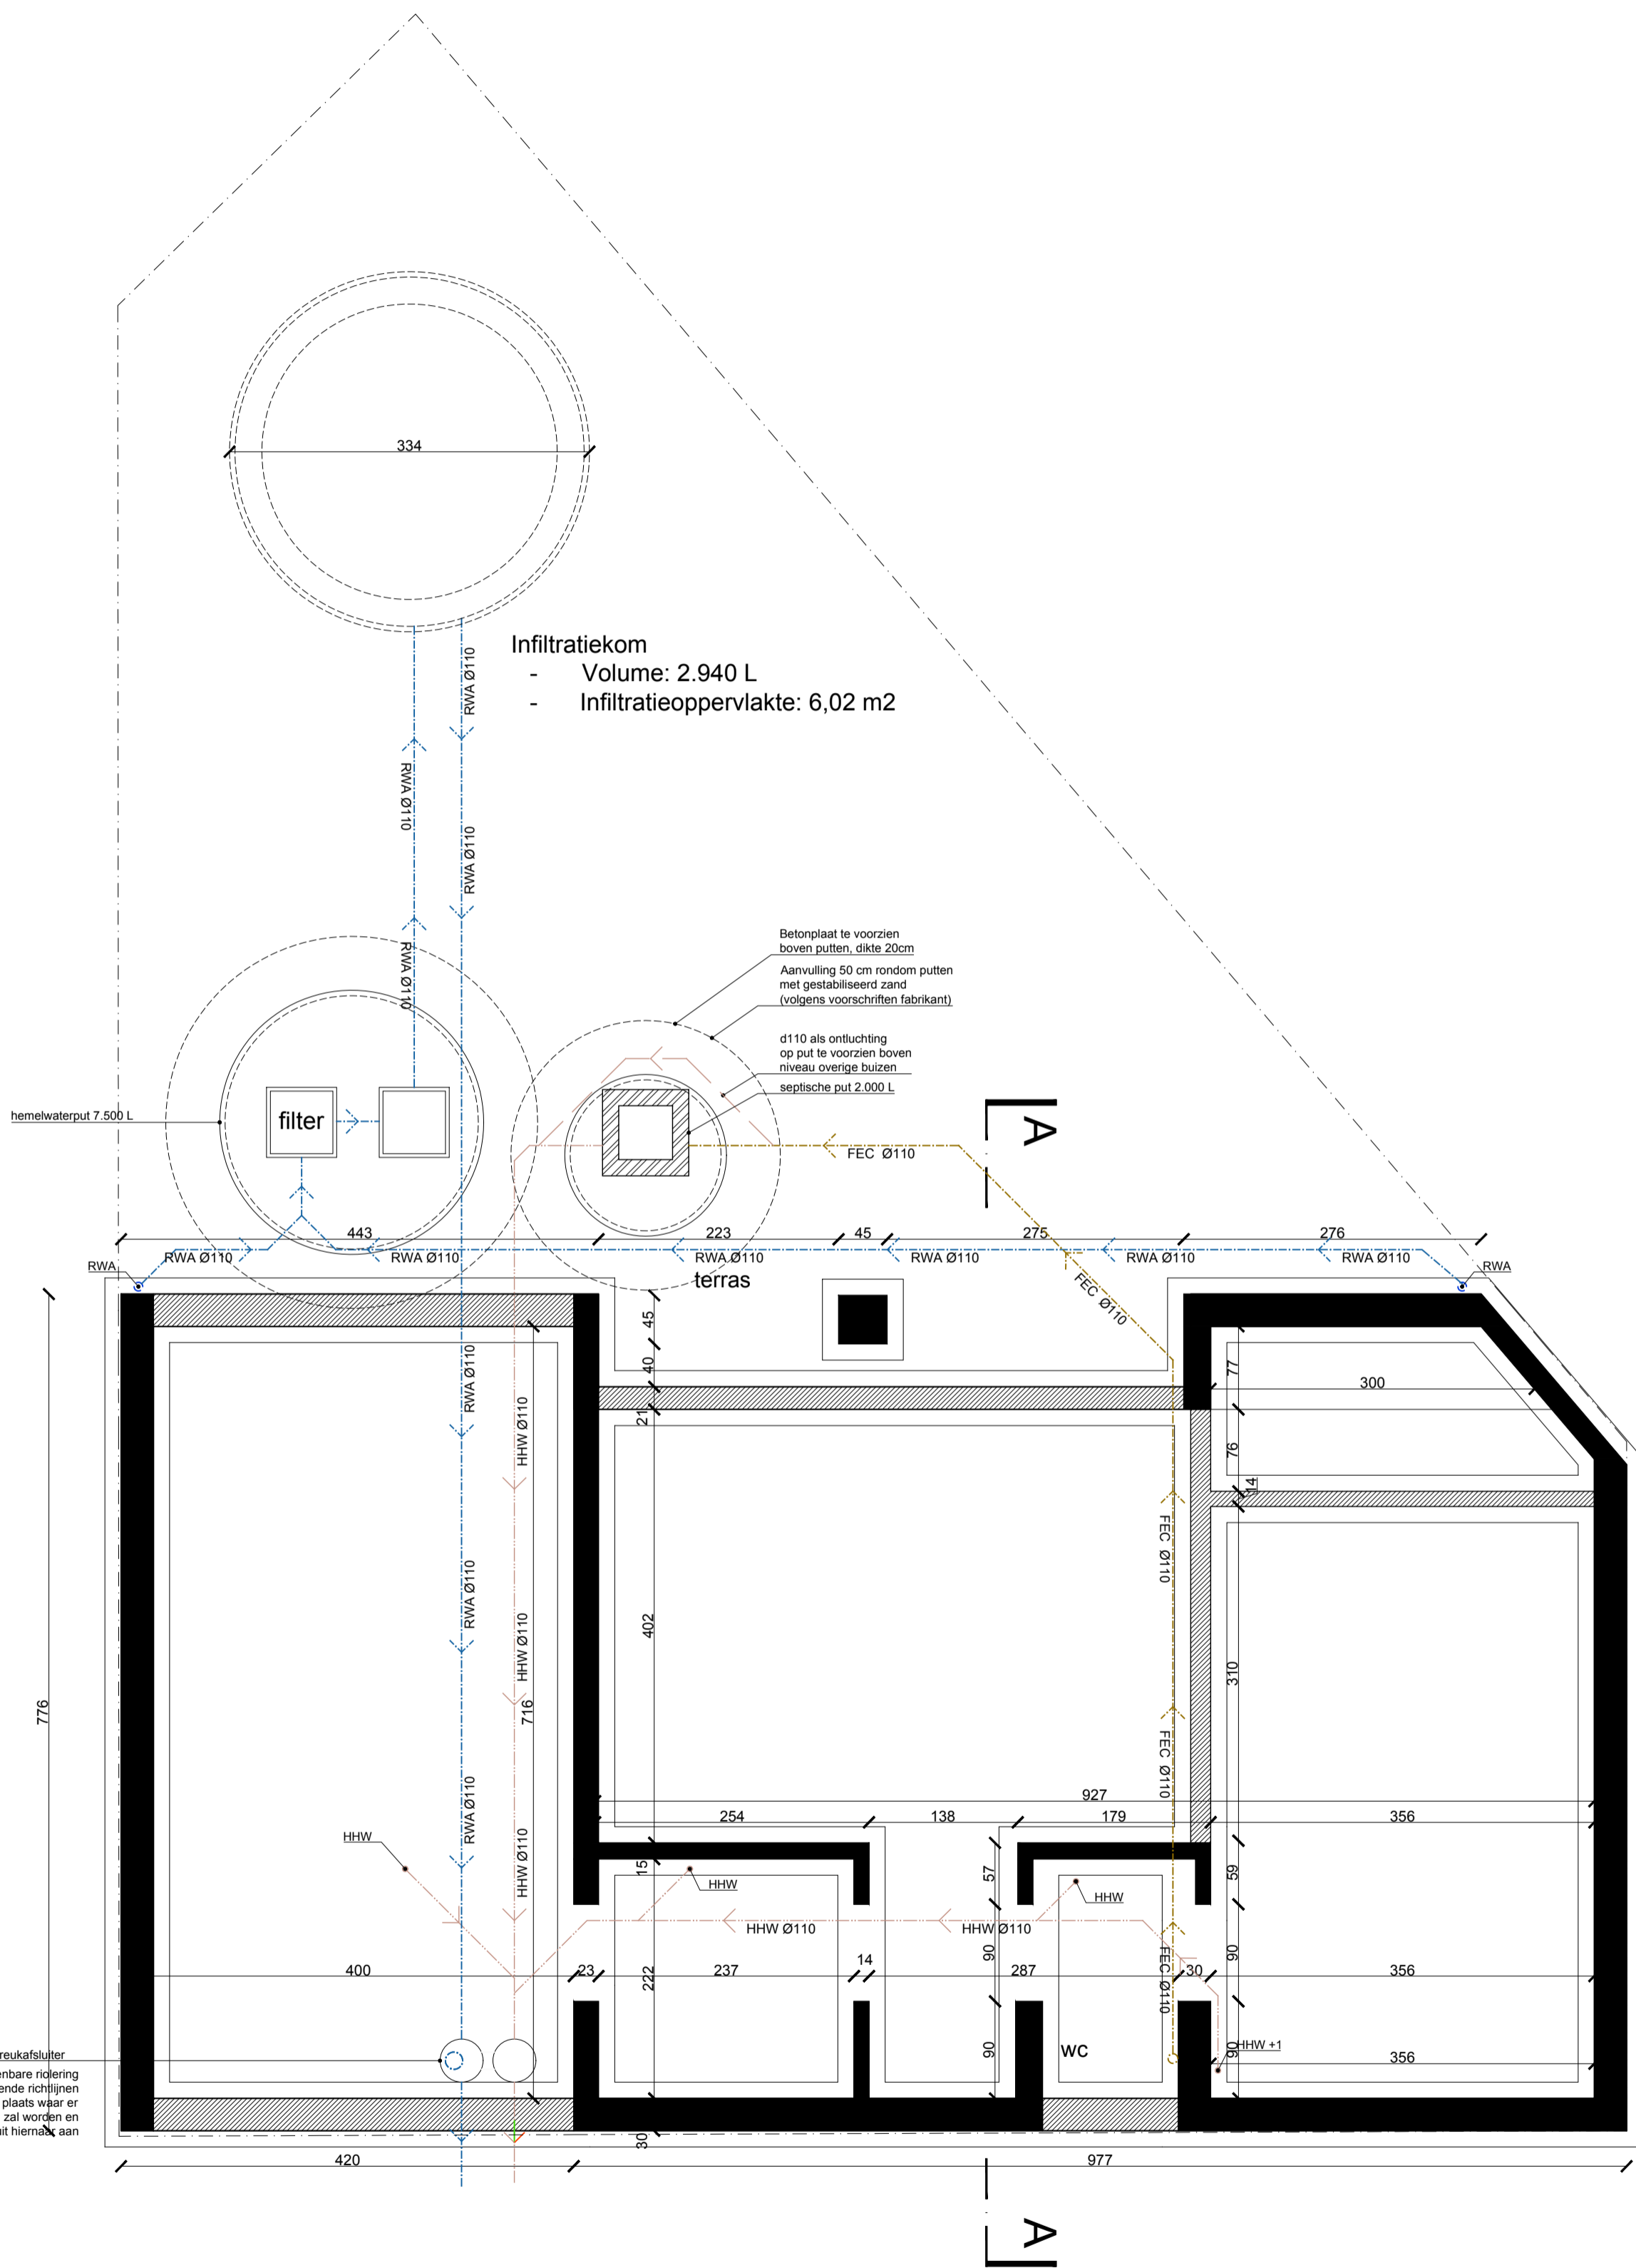 334
Infiltratiekom
- Volume: 2.940 L
- Infiltratieoppervlakte: 6,02 m2
RWA Ø110
RWA Ø110
RWA Ø110
RWA Ø110
Betonplaat te voorzien
boven putten, dikte 20cm
Aanvulling 50 cm rondom putten
met gestabiliseerd zand
(volgens voorschriften fabrikant)
d110 als ontluchting
op put te voorzien boven
niveau overige buizen
septische put 2.000 L
hemelwaterput 7.500 L
filter
A
FEC Ø110
443
223
45
275
276
RWA Ø110
RWA Ø110
RWA Ø110
RWA Ø110
RWA Ø110
RWA Ø110
RWA
RWA
terras
FEC Ø110
45
40
21
77
300
76
14
RWA Ø110
HHW Ø110
FEC Ø110
RWA Ø110
HHW Ø110
402
310
776
716
FEC Ø110
927
254
138
179
356
RWA Ø110
HHW
HHW Ø110
15
HHW
57
HHW
59
HHW Ø110
HHW Ø110
90
90
FEC Ø110
400
23
222
237
14
287
30
356
90
wc
90
HHW +1
356
reukafsluiter
enbare riolering
ende richtlijnen
plaats waar er
zal worden en
uit hiernaar aan
30
420
977
A